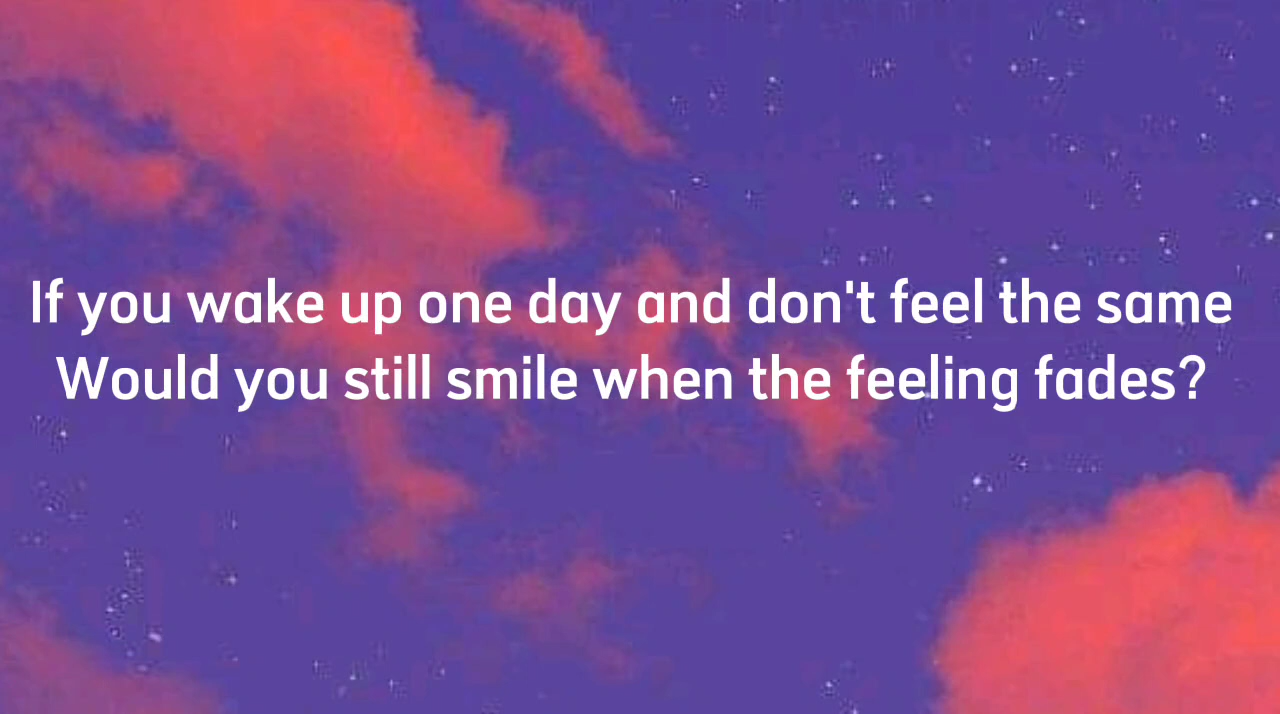 If you wake up one day and don't feel the same
Would you still smile when the feeling fades?